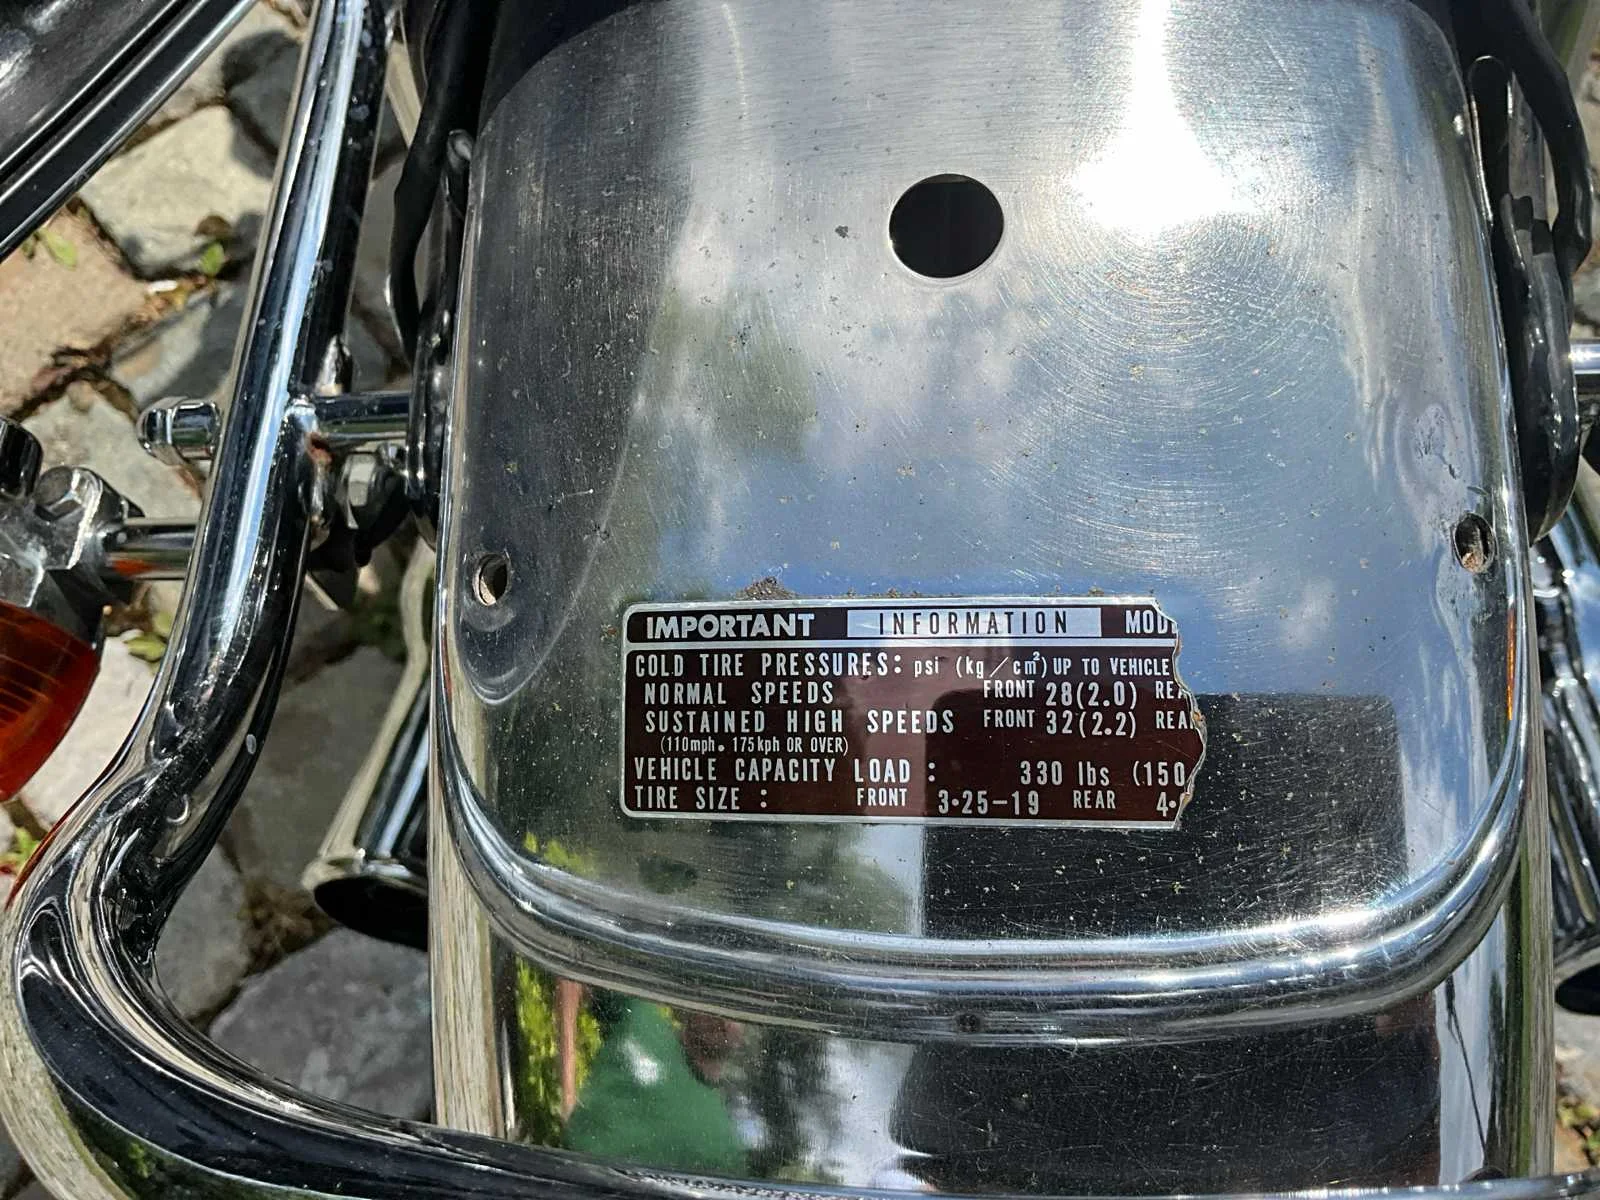 IMPORTANT INFORMATION
COLD TIRE PRESSURES: psi (kg/cm²) UP TO VEHICLE
NORMAL SPEEDS FRONT 28(2.0)
SUSTAINED HIGH SPEEDS FRONT 32(2.2)
(110mph. 175kph OR OVER)
VEHICLE CAPACITY LOAD: 330 lbs (150
TIRE SIZE: FRONT 3·25-19 REAR 4·